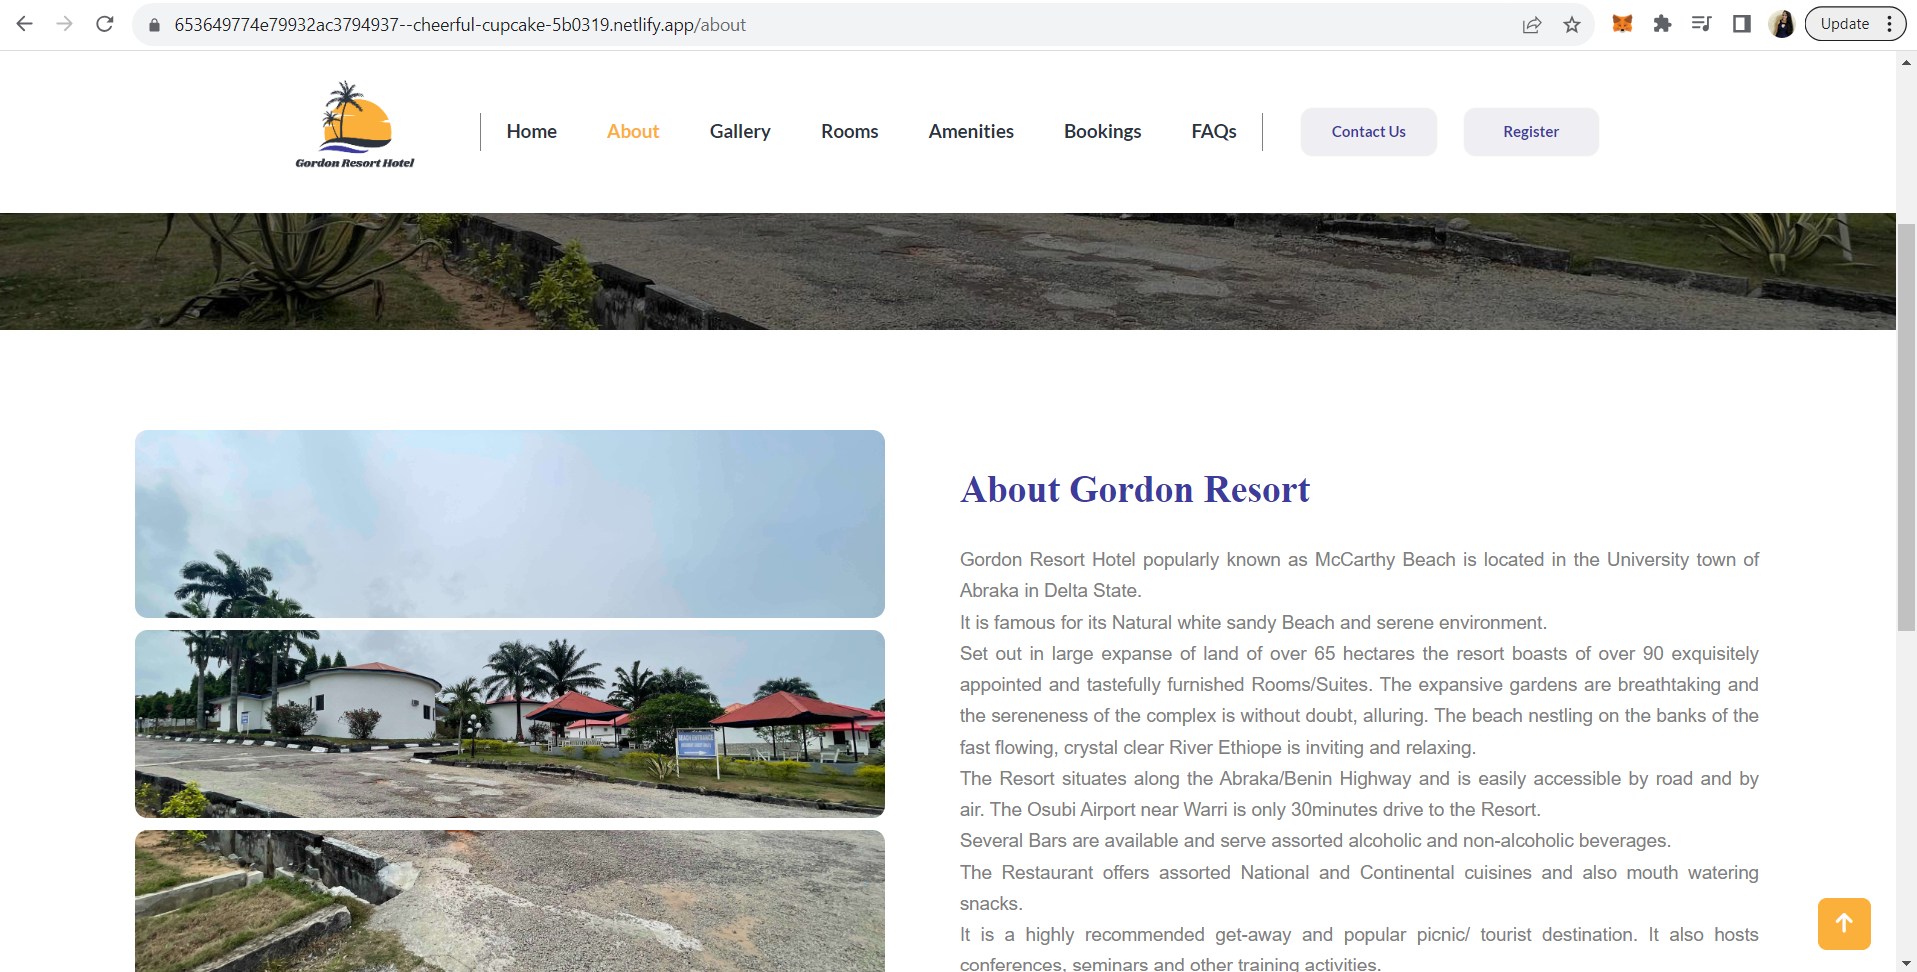 653649774e79932ac3794937--cheerful-cupcake-5b0319.netlify.app/about
Update
Gordon Resort Hotel
Home
About
Gallery
Rooms
Amenities
Bookings
FAQs
Contact Us
Register
BEACH ENTRANCE
About Gordon Resort
Gordon Resort Hotel popularly known as McCarthy Beach is located in the University town of
Abraka in Delta State.
It is famous for its Natural white sandy Beach and serene environment.
Set out in large expanse of land of over 65 hectares the resort boasts of over 90 exquisitely
appointed and tastefully furnished Rooms/Suites. The expansive gardens are breathtaking and
the sereneness of the complex is without doubt, alluring. The beach nestling on the banks of the
fast flowing, crystal clear River Ethiope is inviting and relaxing.
The Resort situates along the Abraka/Benin Highway and is easily accessible by road and by
air. The Osubi Airport near Warri is only 30minutes drive to the Resort.
Several Bars are available and serve assorted alcoholic and non-alcoholic beverages.
The Restaurant offers assorted National and Continental cuisines and also mouth watering
snacks.
It is a highly recommended get-away and popular picnic/ tourist destination. It also hosts
conferences, seminars and other training activities.